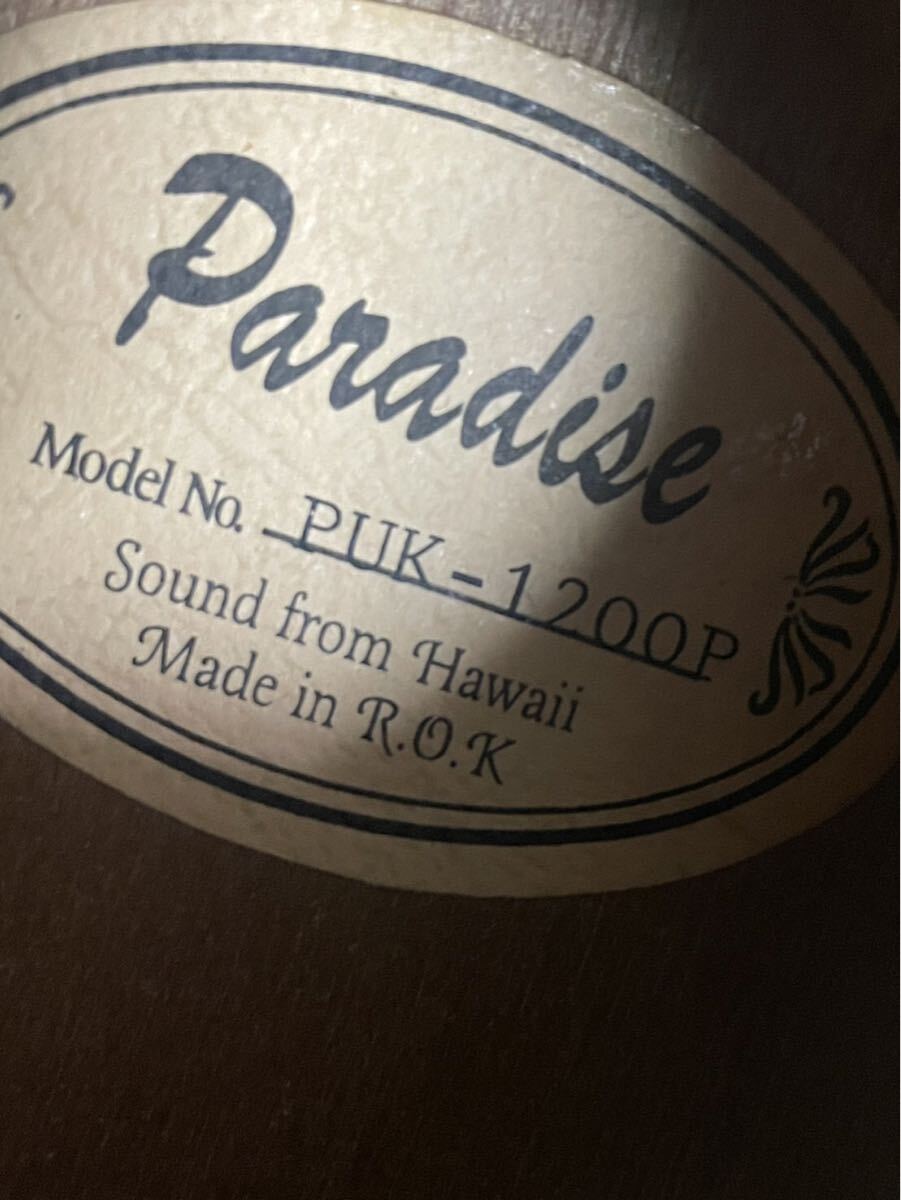 Paradise
Model No. PUK-1200P
Sound from Hawaii
Made in R.O.K